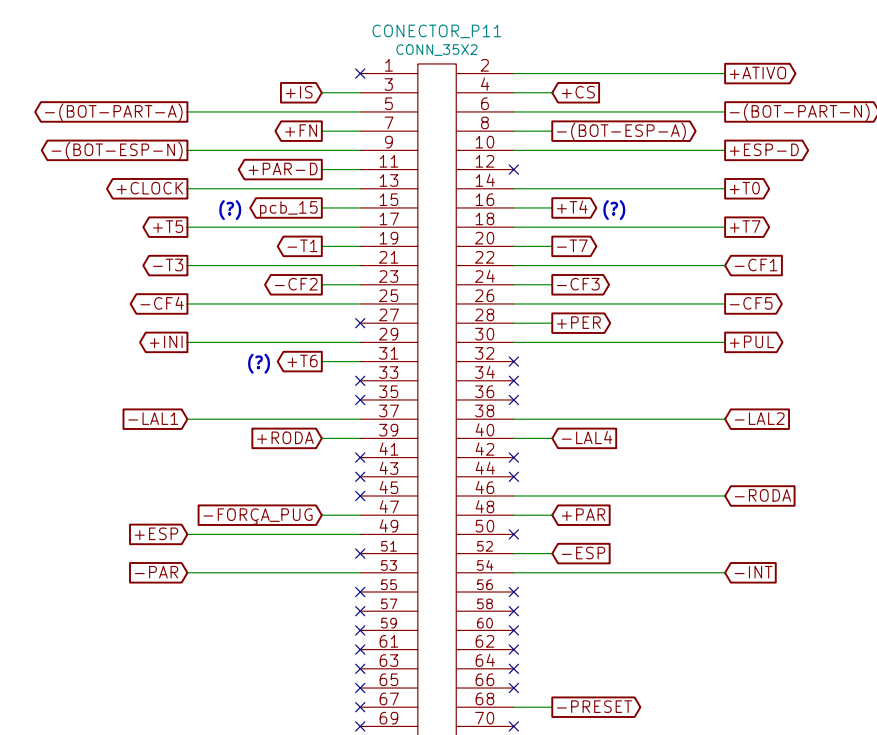 CONECTOR_P11
CONN_35X2
1 2 +ATIVO
+IS 3 4 +CS
-(BOT-PART-A) 5 6 -(BOT-PART-N)
+FN 7 8 -(BOT-ESP-A)
-(BOT-ESP-N) 9 10 +ESP-D
+PAR-D 11 12
+CLOCK 13 14 +T0
(?) pcb_15 15 16 +T4 (?)
+T5 17 18 +T7
-T1 19 20 -T7
-T3 21 22 -CF1
-CF2 23 24 -CF3
-CF4 25 26 -CF5
27 28 +PER
+INI 29 30 +PUL
(?) +T6 31 32
33 34
35 36
-LAL1 37 38 -LAL2
+RODA 39 40 -LAL4
41 42
43 44
45 46 -RODA
-FORÇA_PUG 47 48 +PAR
+ESP 49 50
51 52 -ESP
-PAR 53 54 -INT
55 56
57 58
59 60
61 62
63 64
65 66
67 68 -PRESET
69 70